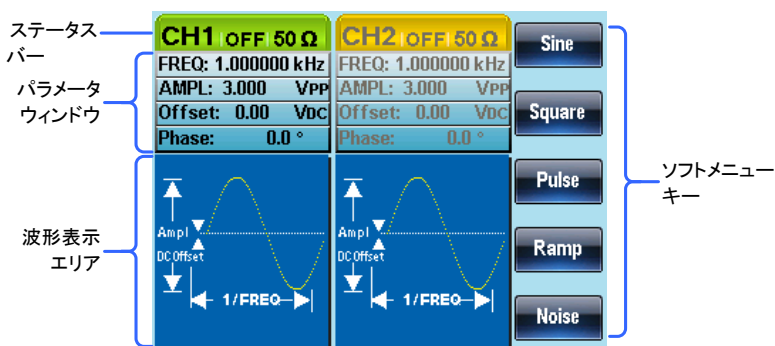 ステータス
バー
パラメータ
ウィンドウ
波形表示
エリア
CH1 OFF 50 Ω
FREQ: 1.000000 kHz
AMPL: 3.000 VPP
Offset: 0.00 VDC
Phase: 0.0 °
Ampl
DC Offset
1/FREQ
CH2 OFF 50 Ω
FREQ: 1.000000 kHz
AMPL: 3.000 VPP
Offset: 0.00 VDC
Phase: 0.0 °
Ampl
DC Offset
1/FREQ
Sine
Square
Pulse
Ramp
Noise
ソフトメニュー
キー